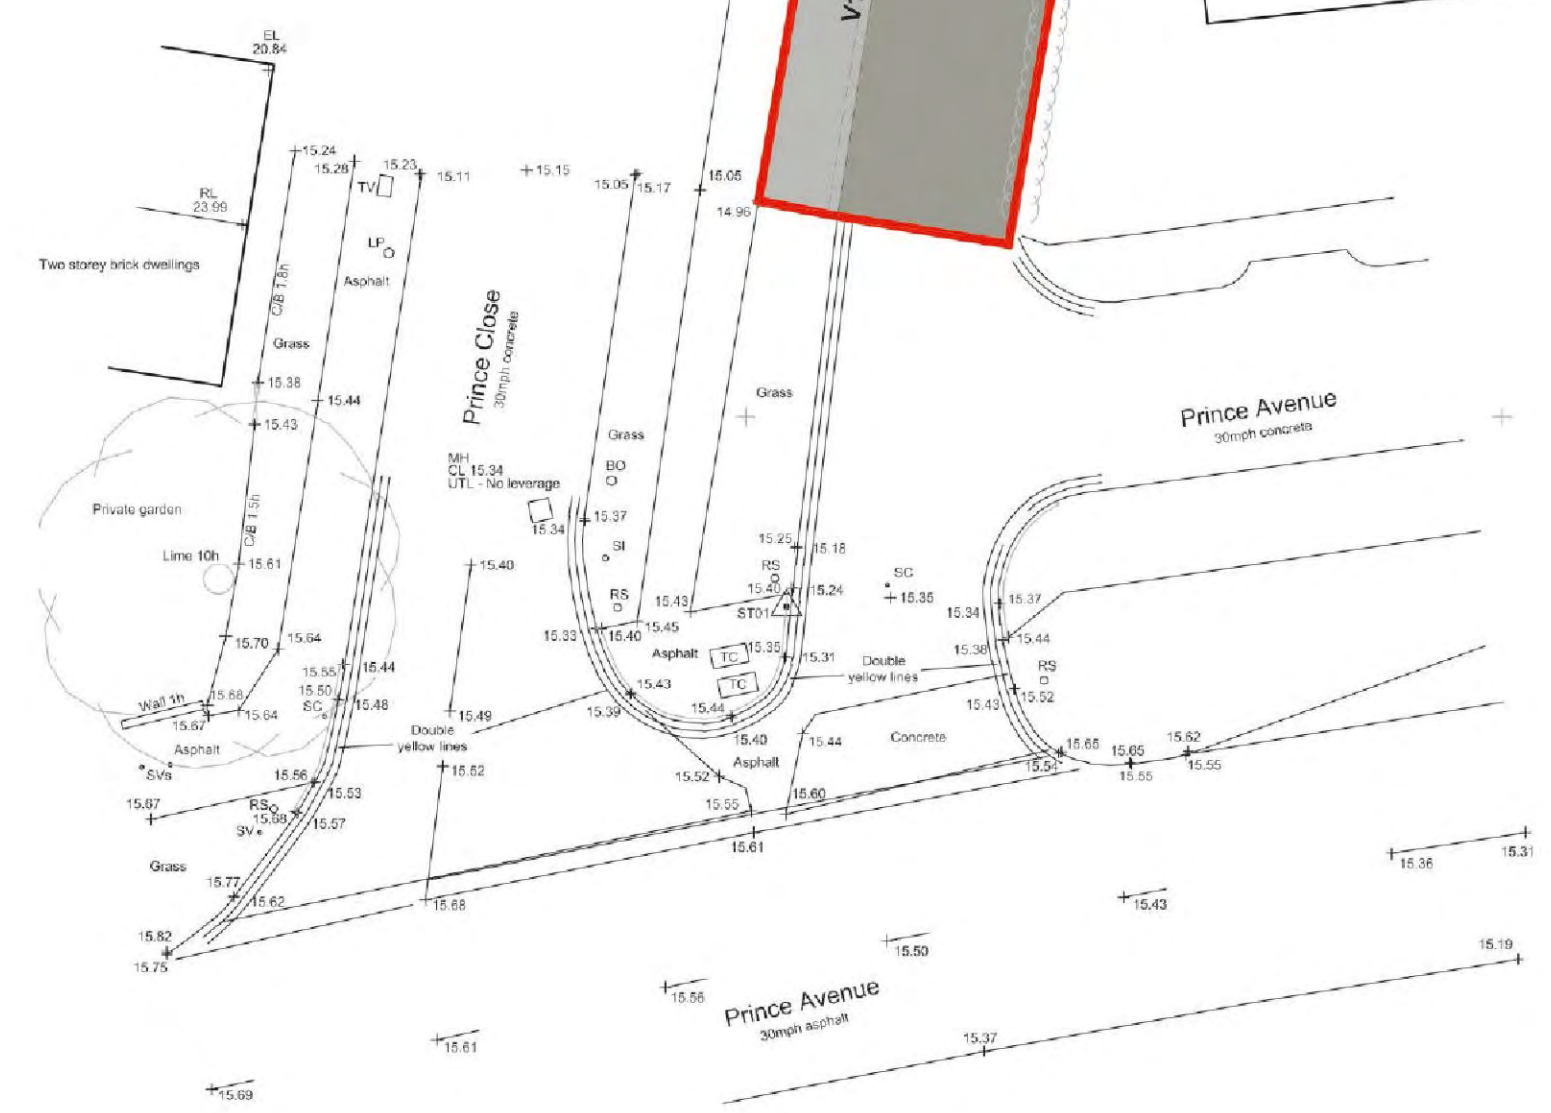 EL
20.84
15.24
15.28
15.23
15.11
15.15
15.05
15.17
15.05
14.96
TV
RL
23.99
LP
Two storey brick dwellings
C/B 1.8h
Asphalt
Grass
Prince Close
30mph concrete
15.38
15.44
15.43
Grass
Grass
Prince Avenue
30mph concrete
BO
MH
CL 15.34
UTL - No leverage
15.34
Private garden
C/B 1.5h
Lime 10h
15.61
15.37
SI
15.40
RS
15.25
15.18
RS
15.40
15.24
ST01
15.43
SC
15.35
15.37
15.34
15.44
15.38
RS
15.52
15.43
15.33
15.40
15.45
Asphalt
TC
TC
15.35
15.31
Double
yellow lines
15.70
15.64
15.55
15.44
15.50
15.48
SC
Wall 1h
15.68
15.67
15.64
Asphalt
SVs
15.49
Double
yellow lines
15.52
15.43
15.39
15.44
15.40
15.44
Concrete
Asphalt
15.52
15.55
15.60
15.61
15.54
15.65
15.65
15.55
15.62
15.55
15.56
15.53
15.67
RS
15.68
15.57
SV
Grass
15.77
15.62
15.82
15.75
15.68
15.36
15.31
15.43
15.50
15.19
15.56
Prince Avenue
30mph asphalt
15.37
15.61
15.69